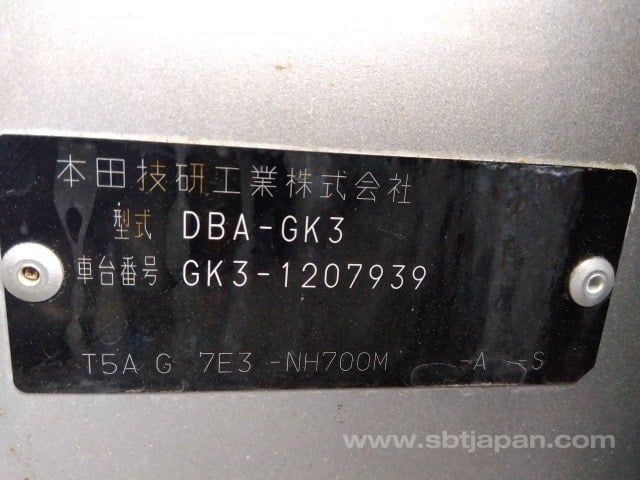 本田技研工業株式会社
型式 DBA-GK3
車台番号 GK3-1207939
T5A G 7E3 -NH700M -A -S
www.sbtjapan.com